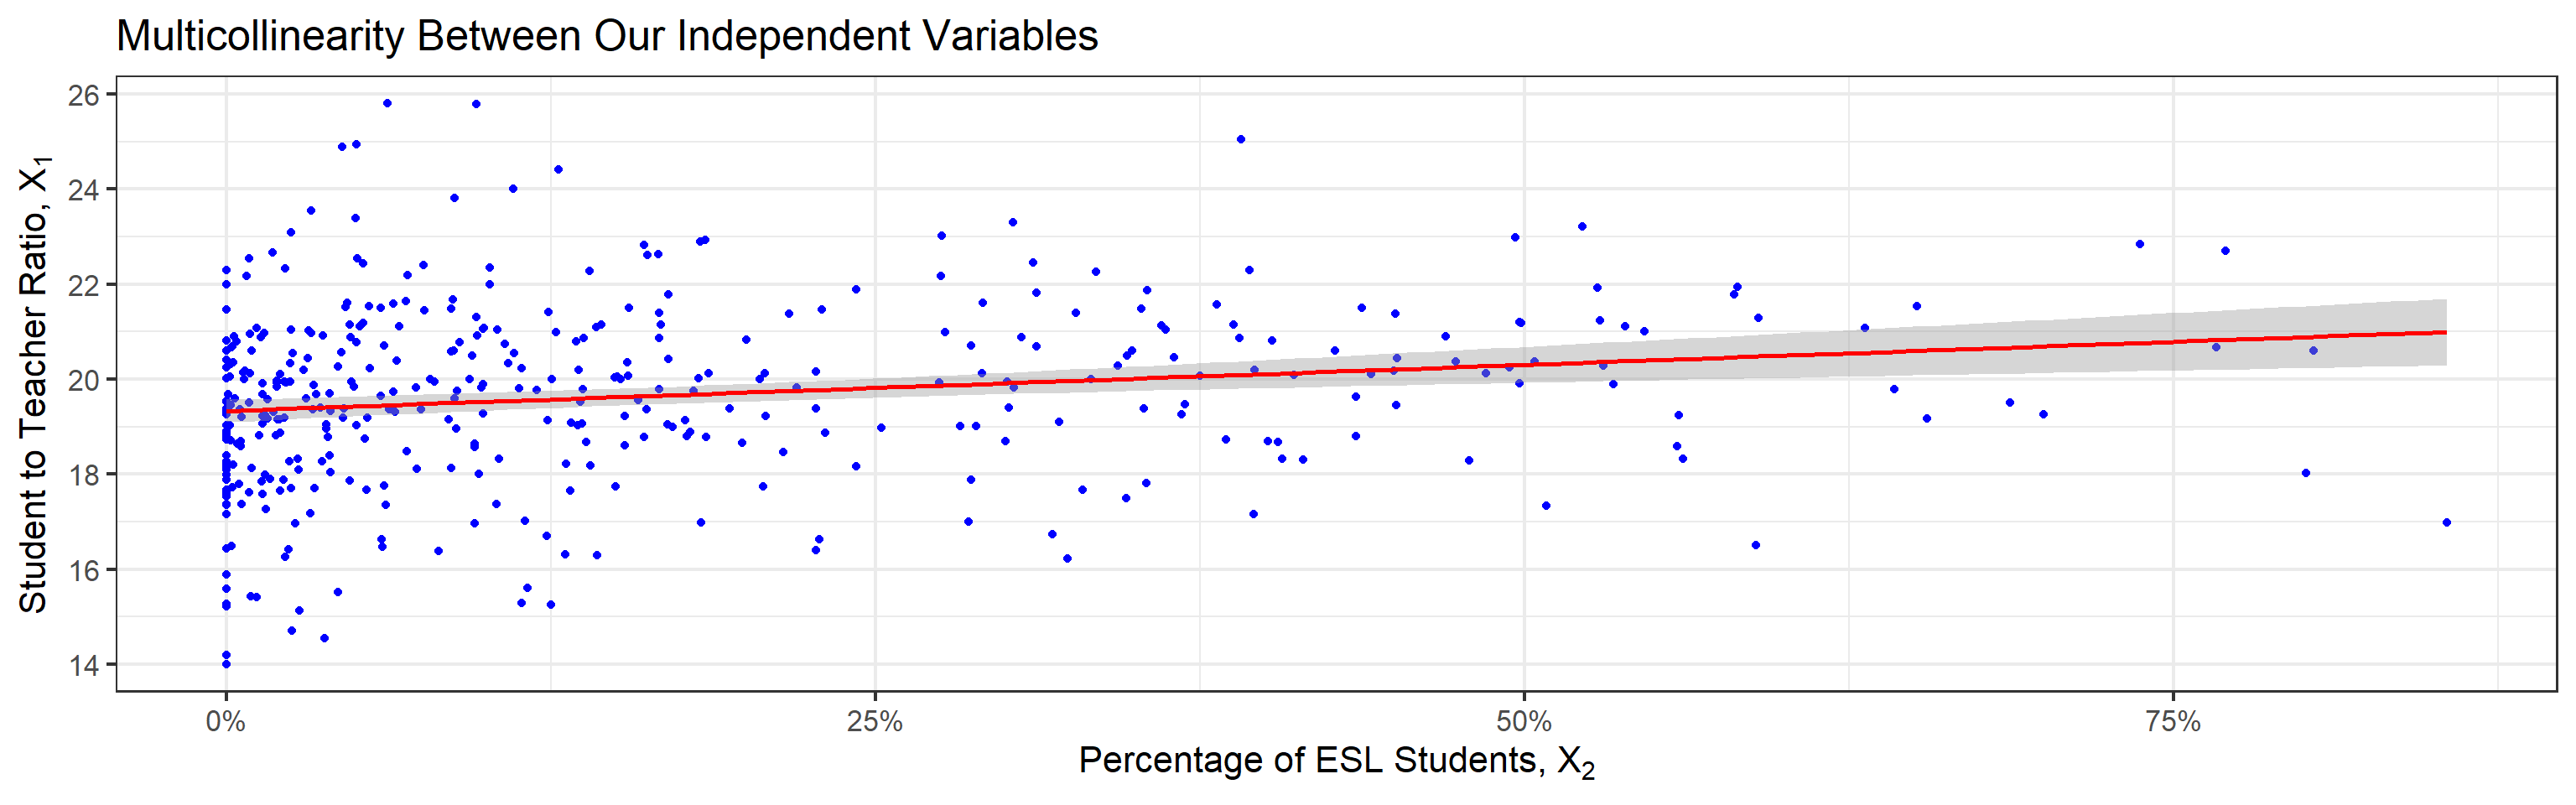 Multicollinearity Between Our Independent Variables
Student to Teacher Ratio, X₁
26
24
22
20
18
16
14
0% 25% 50% 75%
Percentage of ESL Students, X₂